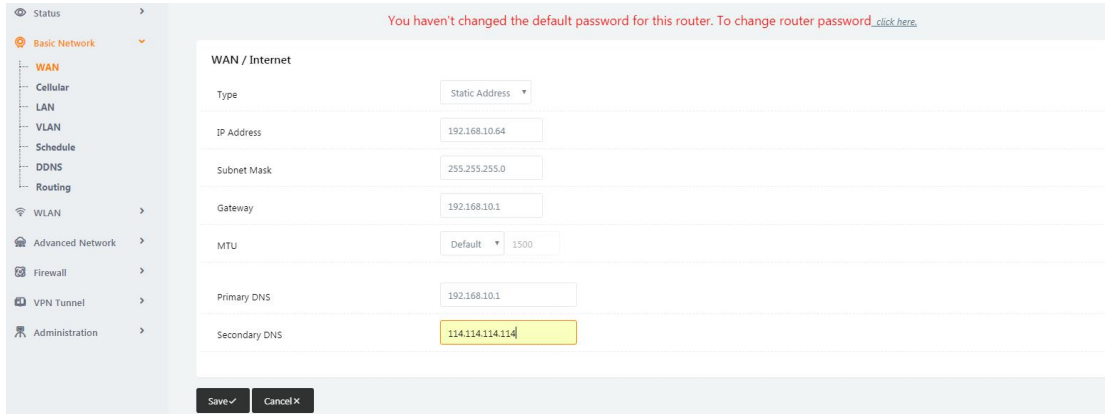 Status
You haven't changed the default password for this router. To change router password click here.
Basic Network
WAN
Cellular
LAN
VLAN
Schedule
DDNS
Routing
WLAN
Advanced Network
Firewall
VPN Tunnel
Administration
WAN / Internet
Type Static Address
IP Address 192.168.10.64
Subnet Mask 255.255.255.0
Gateway 192.168.10.1
MTU Default 1500
Primary DNS 192.168.10.1
Secondary DNS 114.114.114.114
Save Cancel